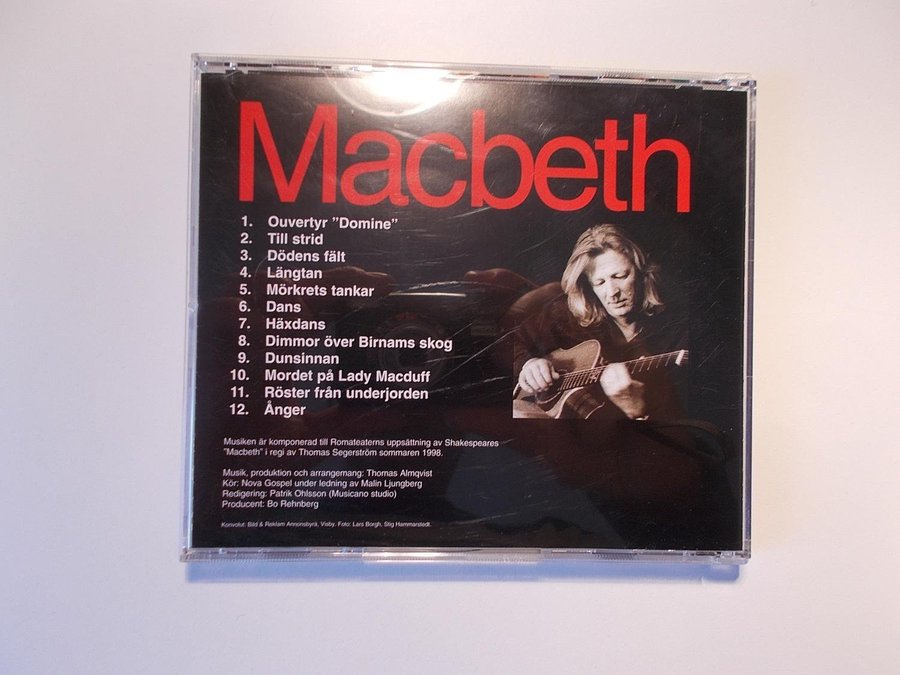 Macbeth
1. Ouvertyr ”Domine”
2. Till strid
3. Dödens fält
4. Längtan
5. Mörkrets tankar
6. Dans
7. Häxdans
8. Dimmor över Birnams skog
9. Dunsinnan
10. Mordet på Lady Macduff
11. Röster från underjorden
12. Ånger
Musiken är komponerad till Romateaterns uppsättning av Shakespeares
”Macbeth” i regi av Thomas Segerström sommaren 1998.
Musik, produktion och arrangemang: Thomas Almqvist
Kör: Nova Gospel under ledning av Malin Ljungberg
Redigering: Patrik Ohlsson (Musicano studio)
Producent: Bo Rehnberg
Konvolut: Bild & Reklam Annonsbyrå, Visby. Foto: Lars Borgh, Stig Hammarstedt.